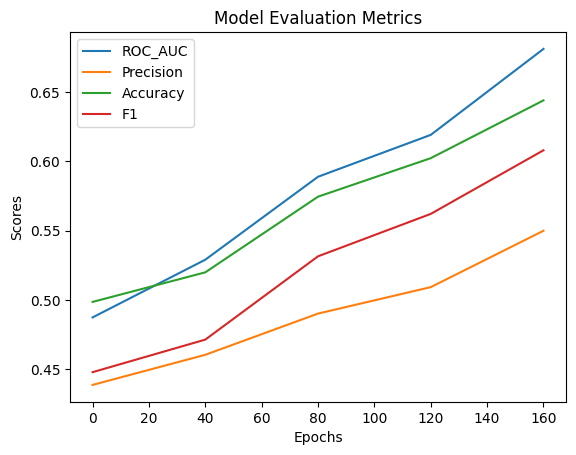 Model Evaluation Metrics
ROC_AUC
Precision
Accuracy
F1
Scores
0.65
0.60
0.55
0.50
0.45
0 20 40 60 80 100 120 140 160
Epochs